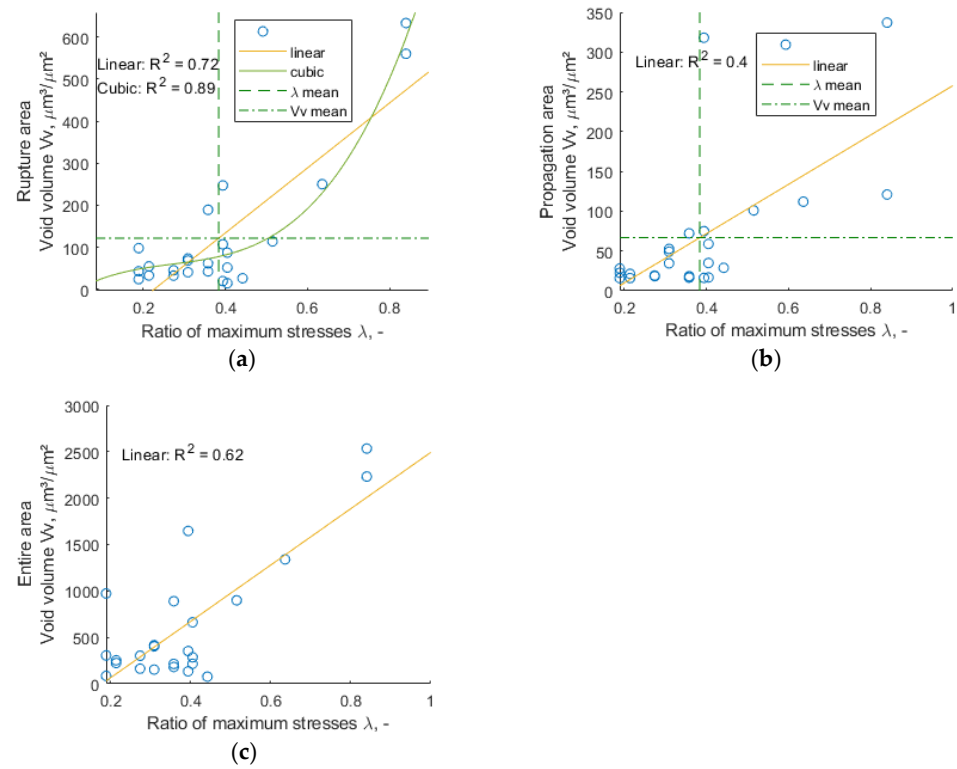 600
500
400
300
200
100
0
Rupture area
Void volume Vv, μm³/μm²
Linear: R² = 0.72
Cubic: R² = 0.89
linear
cubic
λ mean
Vv mean
0.2
0.4
0.6
0.8
Ratio of maximum stresses λ, -
(a)
350
300
250
200
150
100
50
0
Propagation area
Void volume Vv, μm³/μm²
Linear: R² = 0.4
linear
λ mean
Vv mean
0.2
0.4
0.6
0.8
1
Ratio of maximum stresses λ, -
(b)
3000
2500
2000
1500
1000
500
0
Entire area
Void volume Vv, μm³/μm²
Linear: R² = 0.62
0.2
0.4
0.6
0.8
1
Ratio of maximum stresses λ, -
(c)